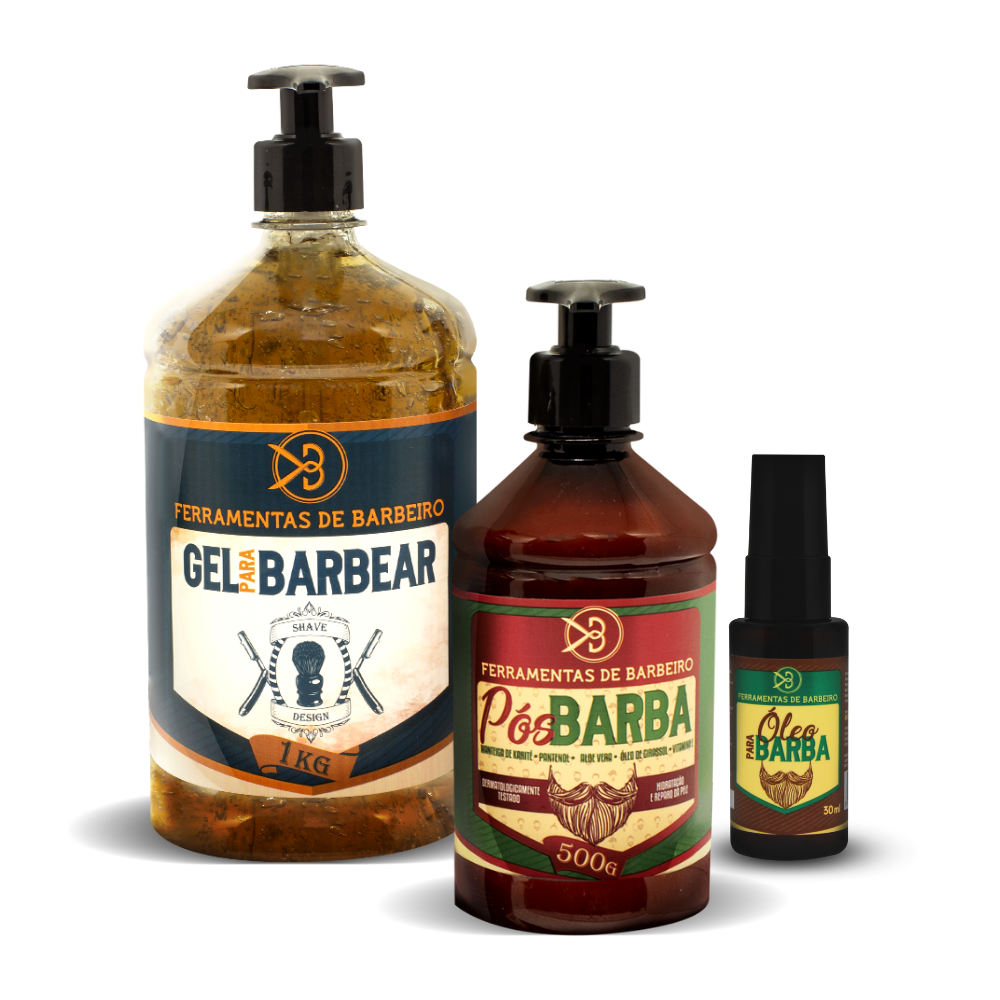 FERRAMENTAS DE BARBEIRO
GEL PARA BARBEAR
SHAVE
DESIGN
1KG
FERRAMENTAS DE BARBEIRO
Pós BARBA
MANTEIGA DE KARITÉ • PANTENOL • ALOE VERA • ÓLEO DE GIRASSOL • VITAMINA E
DERMATOLOGICAMENTE
TESTADO
HIDRATAÇÃO
E REPARO DA PELE
500G
FERRAMENTAS DE BARBEIRO
Óleo
PARA BARBA
30ml